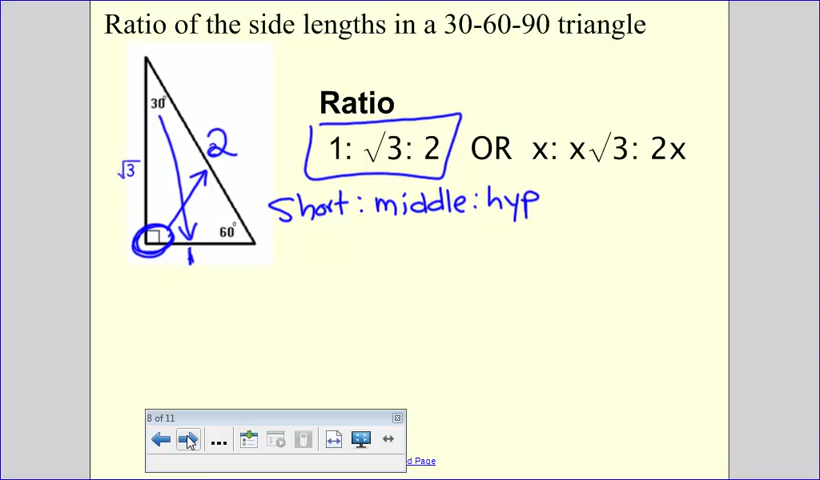 Ratio of the side lengths in a 30-60-90 triangle
30°
Ratio
1: √3: 2 OR x: x√3: 2x
2
√3
Short: middle: hyp
60°
1
8 of 11
d Page